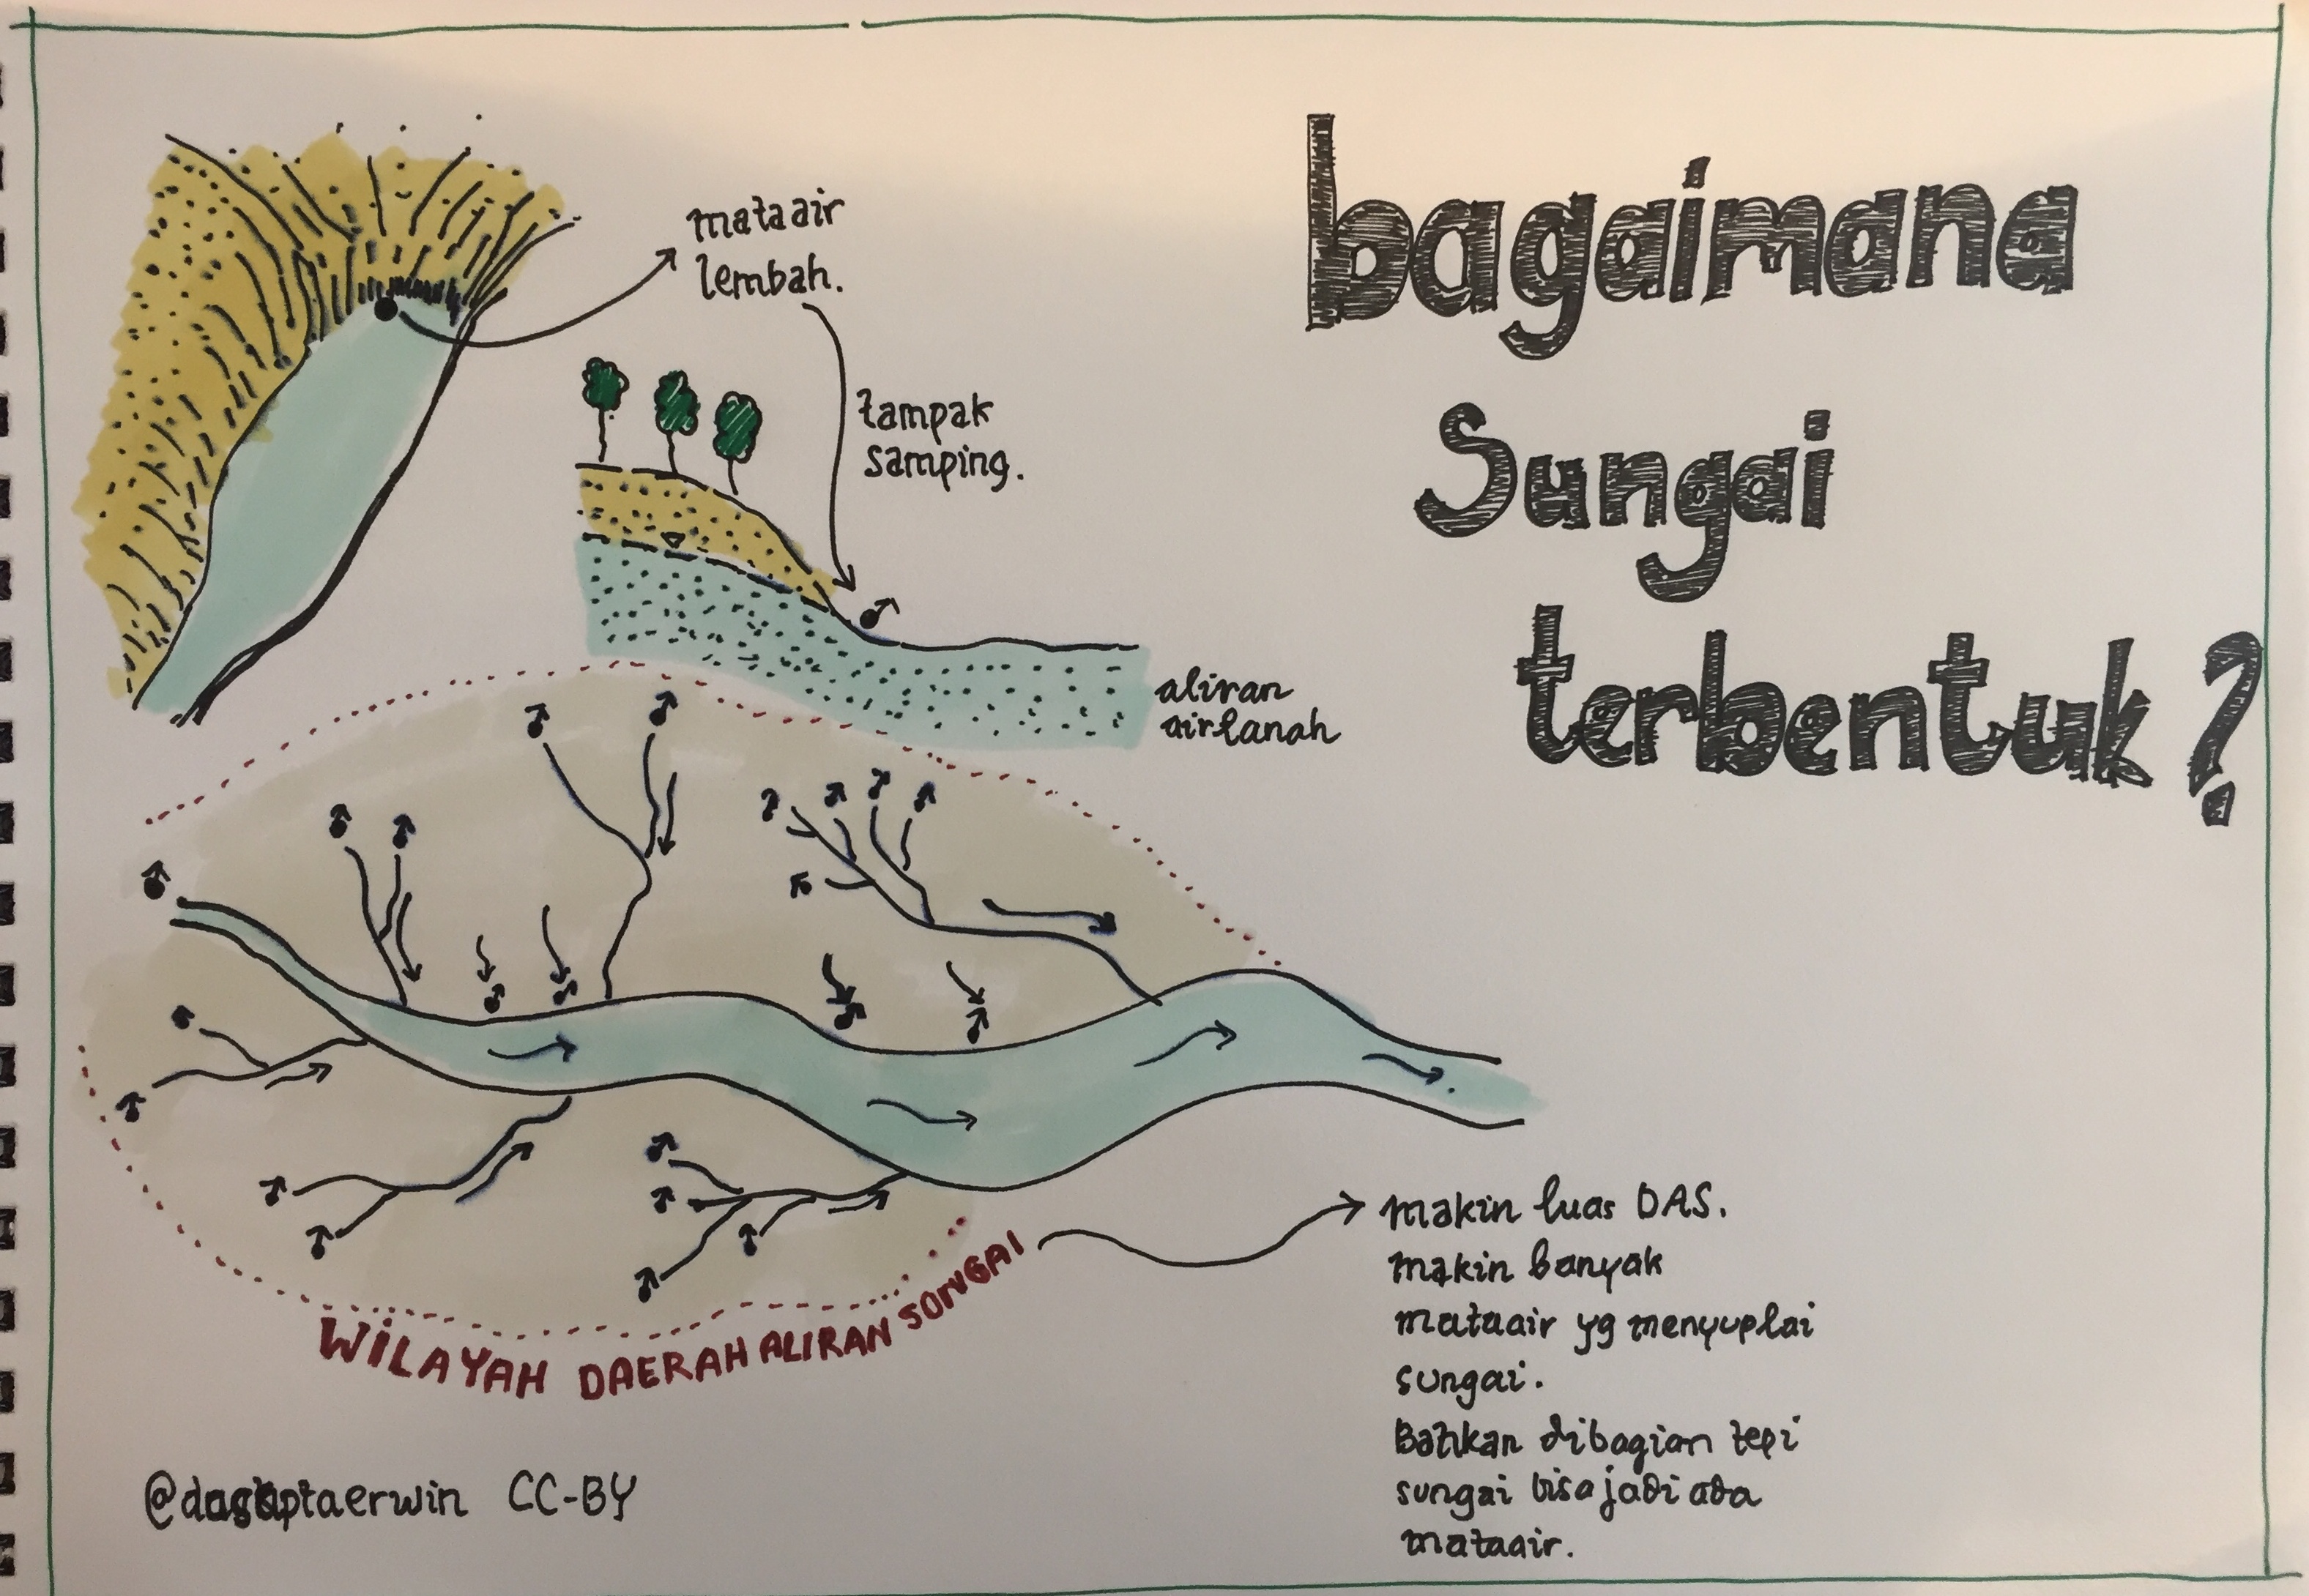 bagaimana
Sungai
terbentuk?
mataair
lembah.
tampak
samping.
aliran
airtanah
WILAYAH DAERAH ALIRAN SONGAI
makin luas DAS.
makin banyak
mataair yg menyuplai
sungai.
Bahkan dibagian tepi
sungai bisa jadi ada
mataair.
@dasaptaerwin CC-BY